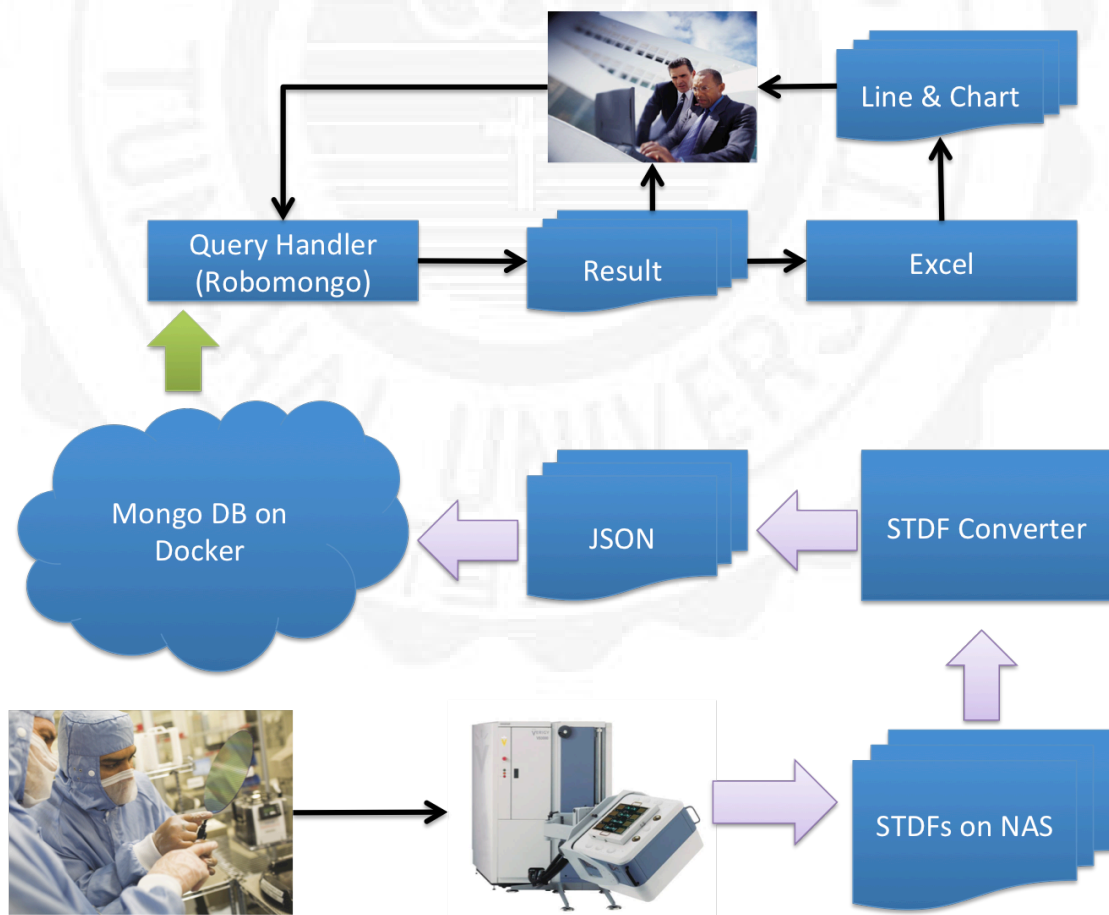 Line & Chart
Query Handler
(Robomongo)
Result
Excel
Mongo DB on
Docker
JSON
STDF Converter
STDFs on NAS